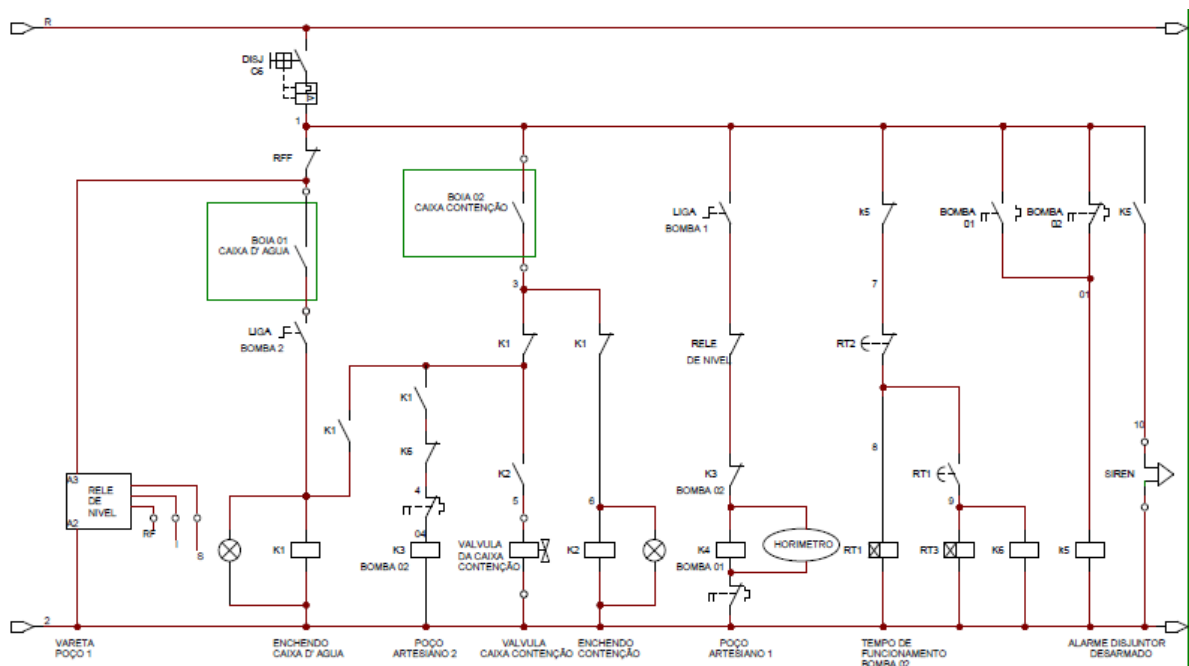 R
DISJ
C6
1
RFF
BOIA 01
CAIXA D' AGUA
BOIA 02
CAIXA CONTENÇÃO
LIGA
BOMBA 1
k5
BOMBA
01
BOMBA
02
K5
3
7
01
LIGA
BOMBA 2
K1
K1
RELE
DE NIVEL
RT2
K1
K1
K6
K2
K3
BOMBA 02
8
RT1
10
SIREN
A3
RELE
DE
NIVEL
A2
RF
I
S
4
5
6
9
04
K1
K3
BOMBA 02
VALVULA
DA CAIXA
CONTENÇÃO
K2
K4
BOMBA 01
HORIMETRO
RT1
RT3
K6
k5
2
VARETA
POÇO 1
ENCHENDO
CAIXA D' AGUA
POÇO
ARTESIANO 2
VALVULA
CAIXA CONTENÇÃO
ENCHENDO
CONTENÇÃO
POÇO
ARTESIANO 1
TEMPO DE
FUNCIONAMENTO
BOMBA 02
ALARME DISJUNTOR
DESARMADO